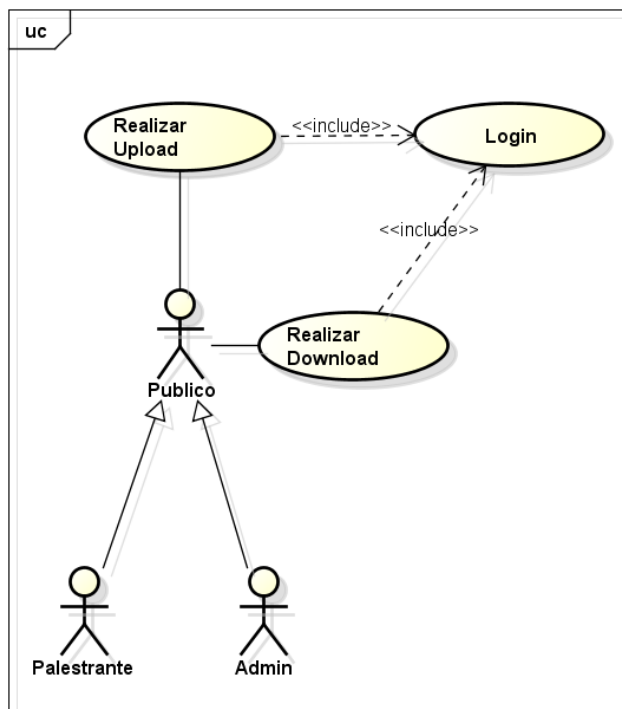 uc
Realizar
Upload
<<include>>
Login
<<include>>
Realizar
Download
Publico
Palestrante
Admin